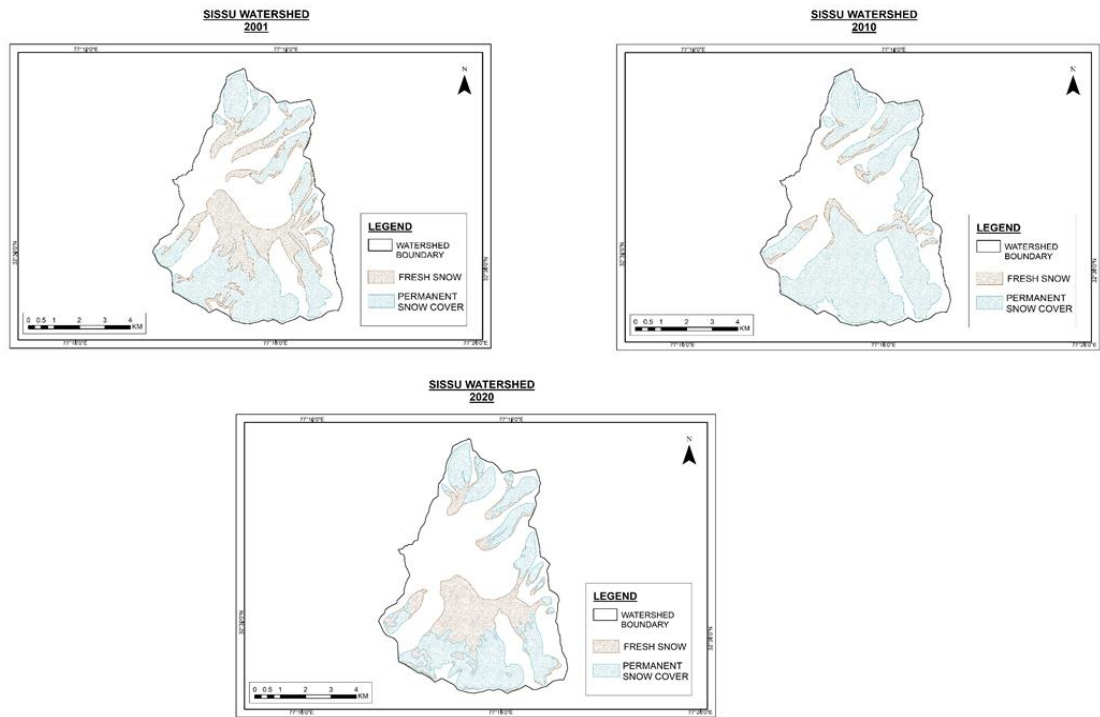 SISSU WATERSHED
2001
N
LEGEND
WATERSHED
BOUNDARY
FRESH SNOW
PERMANENT
SNOW COVER
0 0.5 1 2 3 4
KM
SISSU WATERSHED
2010
N
LEGEND
WATERSHED
BOUNDARY
FRESH SNOW
PERMANENT
SNOW COVER
0 0.5 1 2 3 4
KM
SISSU WATERSHED
2020
N
LEGEND
WATERSHED
BOUNDARY
FRESH SNOW
PERMANENT
SNOW COVER
0 0.5 1 2 3 4
KM